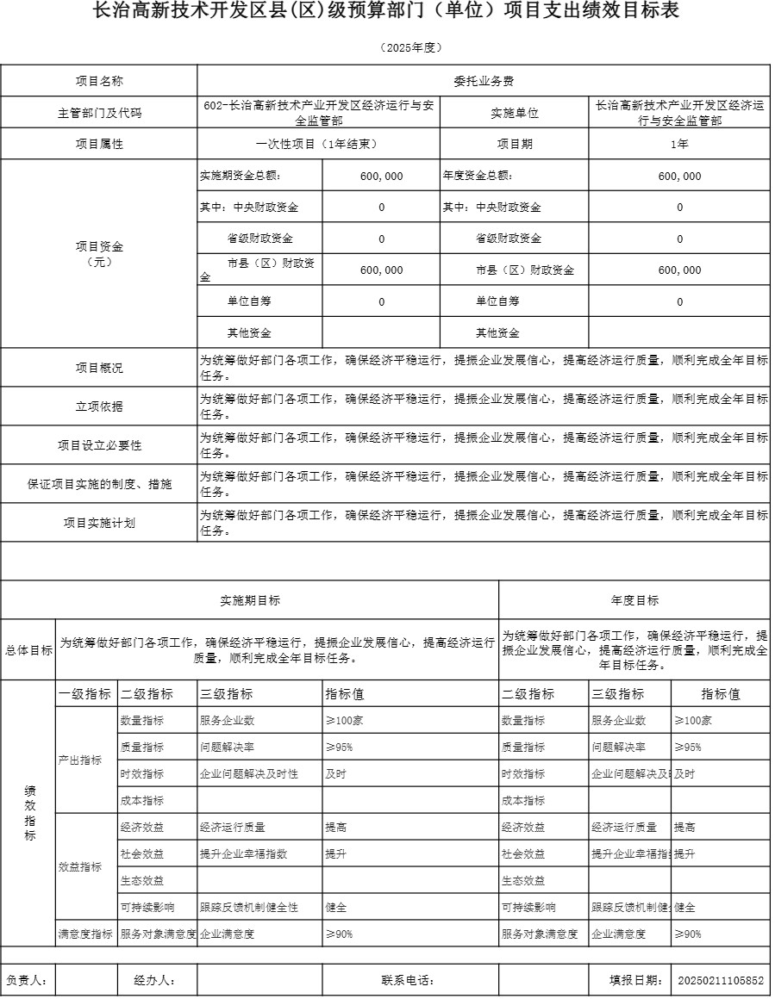 长治高新技术开发区县(区)级预算部门（单位）项目支出绩效目标表
（2025年度）
项目名称 委托业务费
主管部门及代码 602-长治高新技术产业开发区经济运行与安全监管部 实施单位 长治高新技术产业开发区经济运行与安全监管部
项目属性 一次性项目（1年结束） 项目期 1年
项目资金（元）
实施期资金总额: 600,000 年度资金总额: 600,000
其中: 中央财政资金 0 其中: 中央财政资金 0
省级财政资金 0 省级财政资金 0
市县（区）财政资金 600,000 市县（区）财政资金 600,000
单位自筹 0 单位自筹 0
其他资金 其他资金
项目概况 为统筹做好部门各项工作，确保经济平稳运行，提振企业发展信心，提高经济运行质量，顺利完成全年目标
任务。
立项依据 为统筹做好部门各项工作，确保经济平稳运行，提振企业发展信心，提高经济运行质量，顺利完成全年目标
任务。
项目设立必要性 为统筹做好部门各项工作，确保经济平稳运行，提振企业发展信心，提高经济运行质量，顺利完成全年目标
任务。
保证项目实施的制度、措施 为统筹做好部门各项工作，确保经济平稳运行，提振企业发展信心，提高经济运行质量，顺利完成全年目标
任务。
项目实施计划 为统筹做好部门各项工作，确保经济平稳运行，提振企业发展信心，提高经济运行质量，顺利完成全年目标
任务。
实施期目标 年度目标
总体目标
为统筹做好部门各项工作，确保经济平稳运行，提振企业发展信心，提高经济运行
质量，顺利完成全年目标任务。
为统筹做好部门各项工作，确保经济平稳运行，提
振企业发展信心，提高经济运行质量，顺利完成全
年目标任务。
绩效指标
一级指标 二级指标 三级指标 指标值 二级指标 三级指标 指标值
产出指标
数量指标 服务企业数 ≥100家 数量指标 服务企业数 ≥100家
质量指标 问题解决率 ≥95% 质量指标 问题解决率 ≥95%
时效指标 企业问题解决及时性 及时 时效指标 企业问题解决及 及时
成本指标 成本指标
效益指标
经济效益 经济运行质量 提高 经济效益 经济运行质量 提高
社会效益 提升企业幸福指数 提升 社会效益 提升企业幸福指 提升
生态效益 生态效益
可持续影响 跟踪反馈机制健全性 健全 可持续影响 跟踪反馈机制健 健全
满意度指标 服务对象满意度 企业满意度 ≥90% 服务对象满意度 企业满意度 ≥90%
负责人: 经办人: 联系电话: 填报日期: 20250211105852